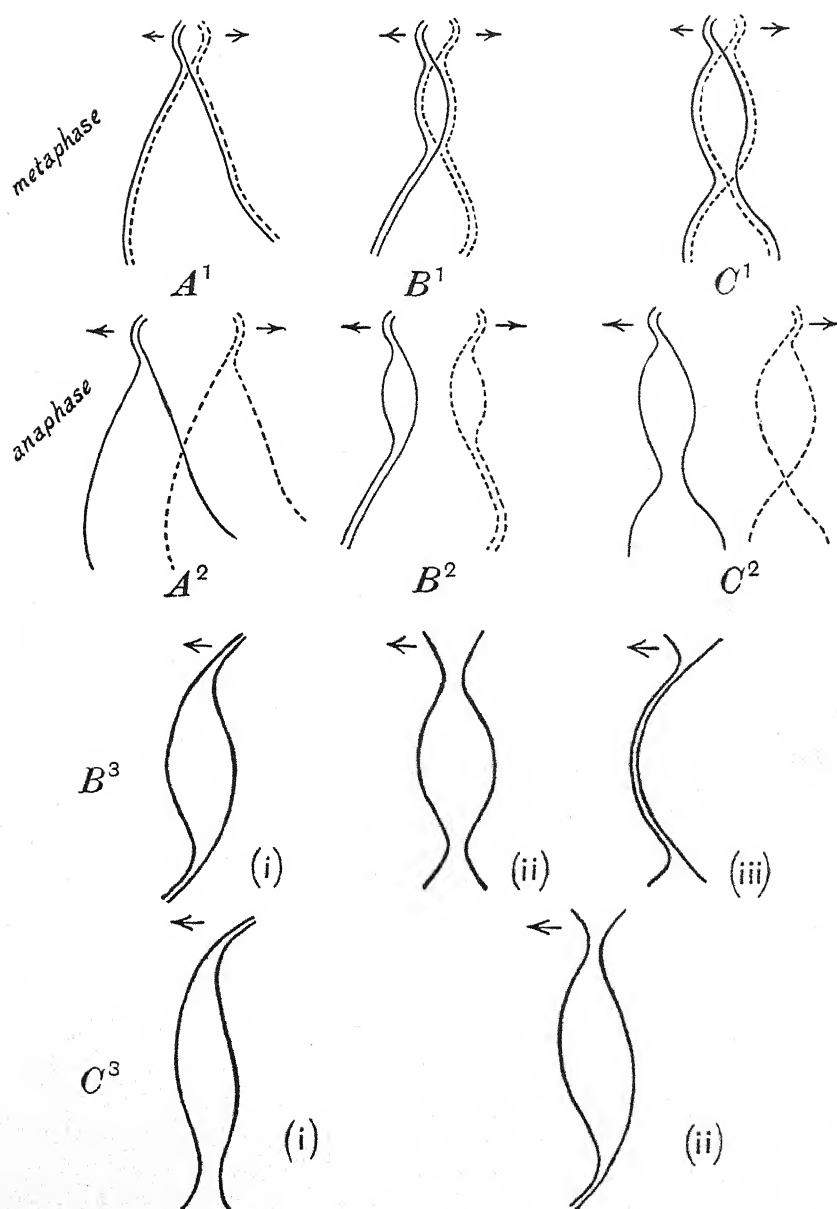 metaphase
A¹ B¹ C¹
anaphase
A² B² C²
B³
(i) (ii) (iii)
C³
(i) (ii)